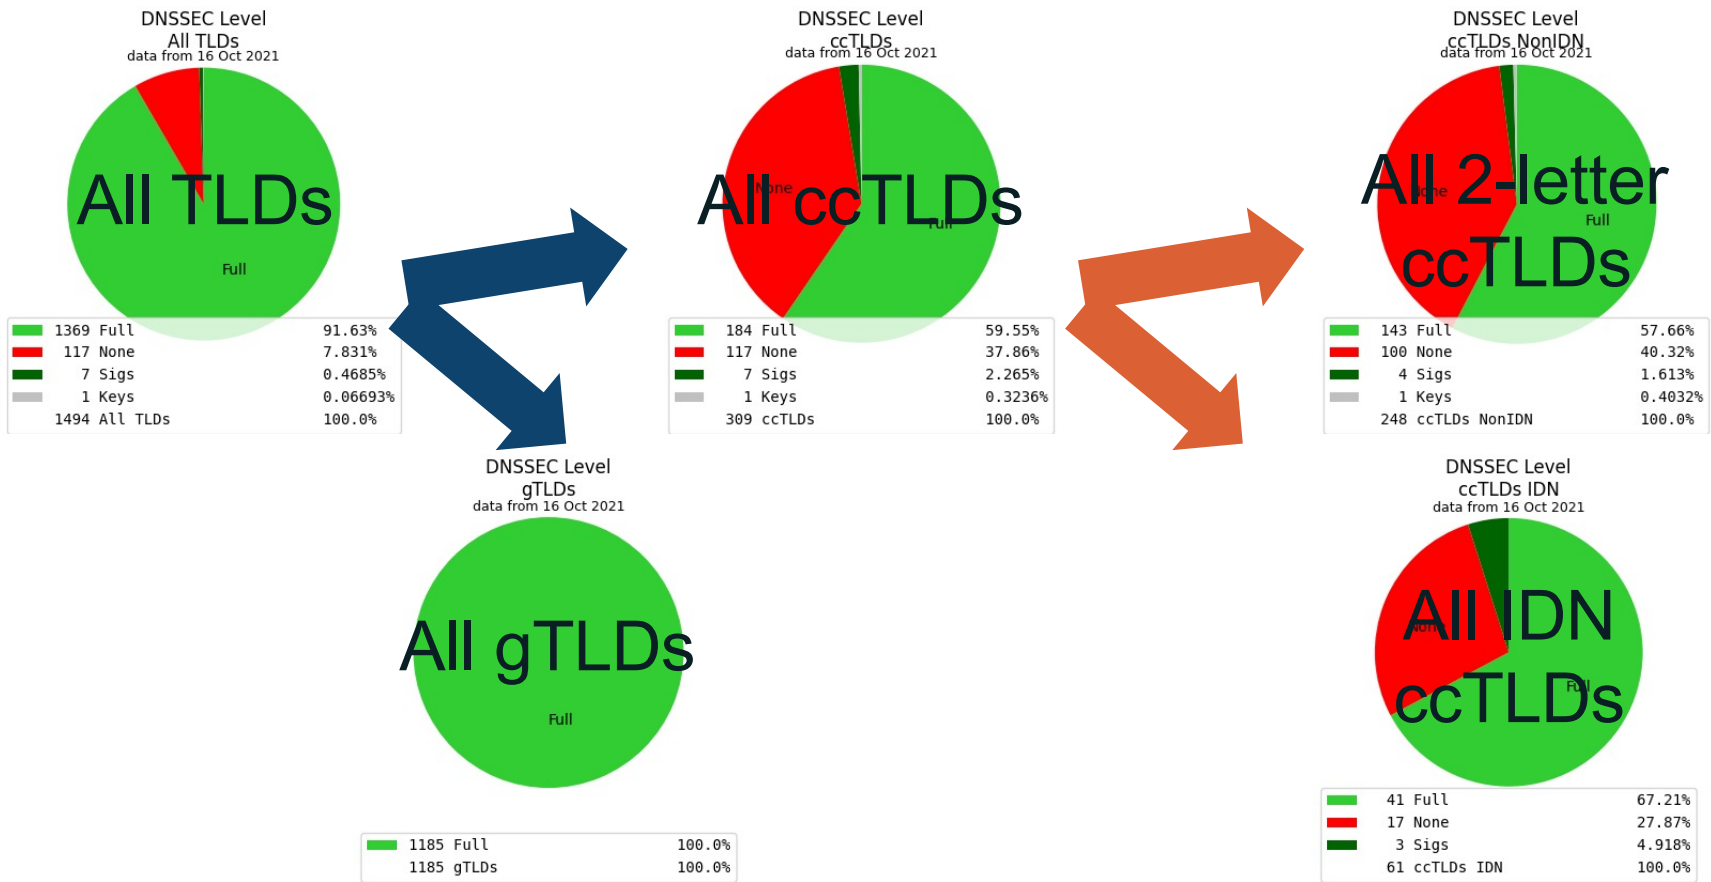 DNSSEC Level
All TLDs
data from 16 Oct 2021
All TLDs
Full
1369 Full 91.63%
117 None 7.831%
7 Sigs 0.4685%
1 Keys 0.06693%
1494 All TLDs 100.0%
DNSSEC Level
ccTLDs
data from 16 Oct 2021
None
All ccTLDs
Full
184 Full 59.55%
117 None 37.86%
7 Sigs 2.265%
1 Keys 0.3236%
309 ccTLDs 100.0%
DNSSEC Level
ccTLDs NonIDN
data from 16 Oct 2021
All 2-letter
None
Full
ccTLDs
143 Full 57.66%
100 None 40.32%
4 Sigs 1.613%
1 Keys 0.4032%
248 ccTLDs NonIDN 100.0%
DNSSEC Level
gTLDs
data from 16 Oct 2021
All gTLDs
Full
1185 Full 100.0%
1185 gTLDs 100.0%
DNSSEC Level
ccTLDs IDN
data from 16 Oct 2021
All IDN
None
Full
ccTLDs
41 Full 67.21%
17 None 27.87%
3 Sigs 4.918%
61 ccTLDs IDN 100.0%